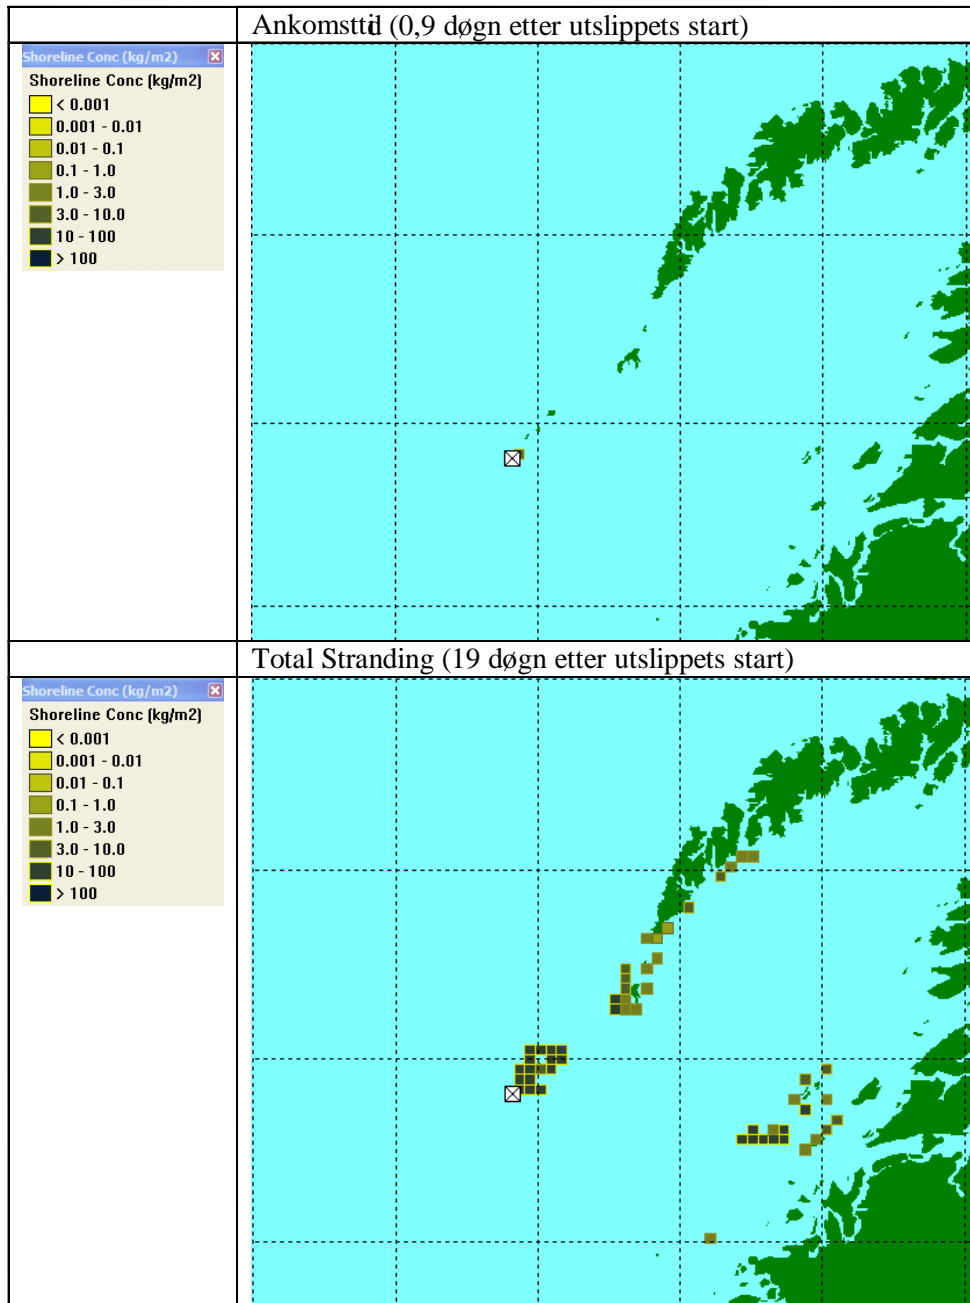 Ankomsttid (0,9 døgn etter utslippets start)
Shoreline Conc (kg/m2)
Shoreline Conc (kg/m2)
< 0.001
0.001 - 0.01
0.01 - 0.1
0.1 - 1.0
1.0 - 3.0
3.0 - 10.0
10 - 100
> 100
Total Stranding (19 døgn etter utslippets start)
Shoreline Conc (kg/m2)
Shoreline Conc (kg/m2)
< 0.001
0.001 - 0.01
0.01 - 0.1
0.1 - 1.0
1.0 - 3.0
3.0 - 10.0
10 - 100
> 100